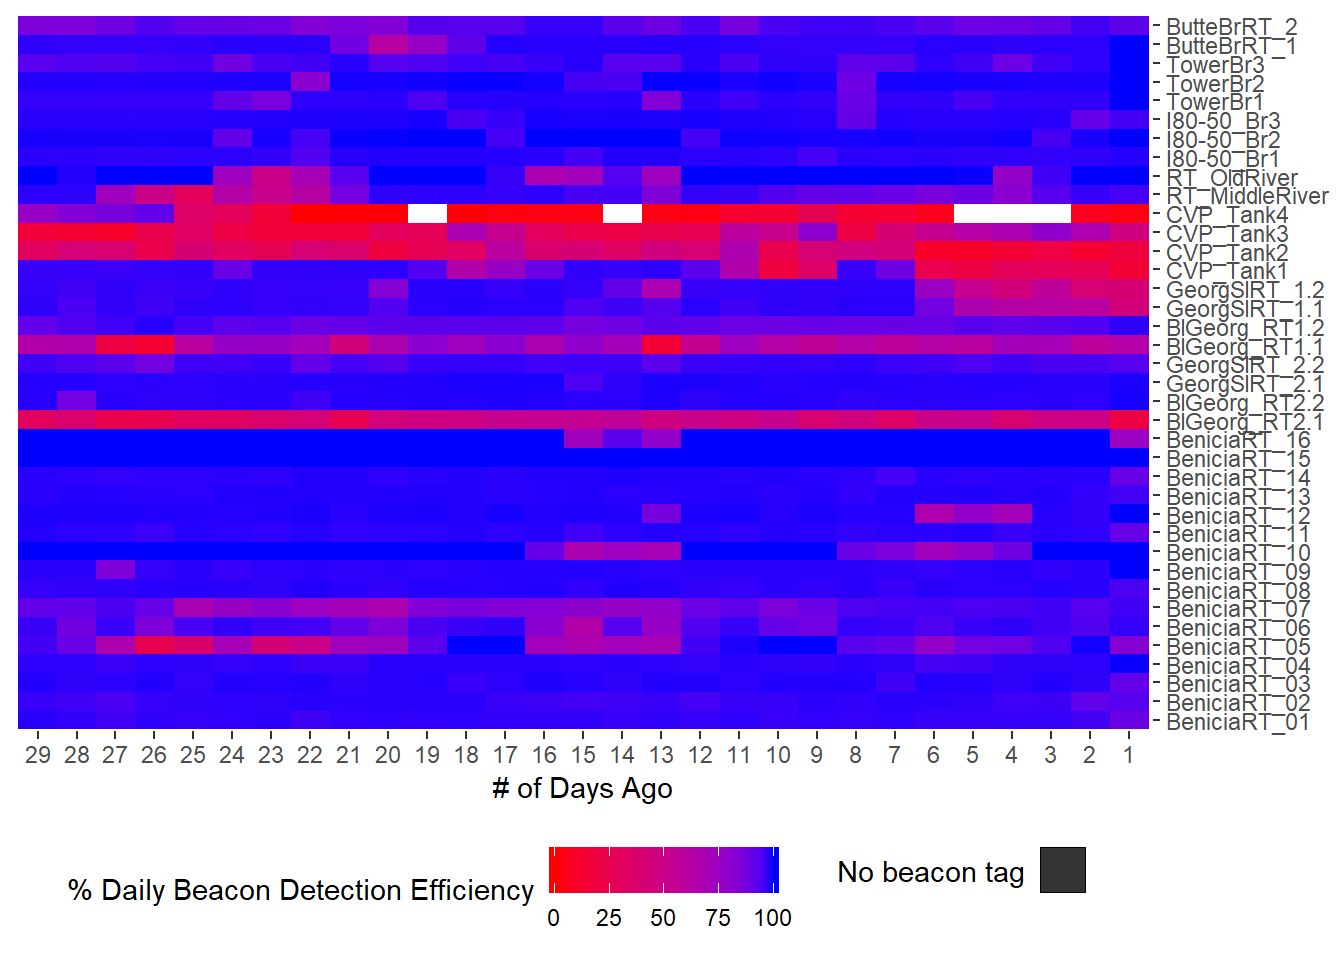 ButteBrRT_2
ButteBrRT_1
TowerBr3
TowerBr2
TowerBr1
I80-50_Br3
I80-50_Br2
I80-50_Br1
RT_OldRiver
RT_MiddleRiver
CVP_Tank4
CVP_Tank3
CVP_Tank2
CVP_Tank1
GeorgSlRT_1.2
GeorgSlRT_1.1
BlGeorg_RT1.2
BlGeorg_RT1.1
GeorgSlRT_2.2
GeorgSlRT_2.1
BlGeorg_RT2.2
BlGeorg_RT2.1
BeniciaRT_16
BeniciaRT_15
BeniciaRT_14
BeniciaRT_13
BeniciaRT_12
BeniciaRT_11
BeniciaRT_10
BeniciaRT_09
BeniciaRT_08
BeniciaRT_07
BeniciaRT_06
BeniciaRT_05
BeniciaRT_04
BeniciaRT_03
BeniciaRT_02
BeniciaRT_01
29 28 27 26 25 24 23 22 21 20 19 18 17 16 15 14 13 12 11 10 9 8 7 6 5 4 3 2 1
# of Days Ago
% Daily Beacon Detection Efficiency
0 25 50 75 100
No beacon tag